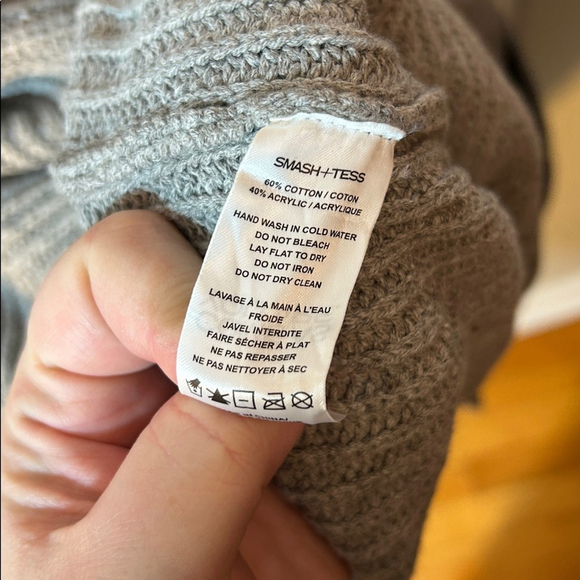 SMASH+TESS
60% COTTON / COTON
40% ACRYLIC / ACRYLIQUE
HAND WASH IN COLD WATER
DO NOT BLEACH
LAY FLAT TO DRY
DO NOT IRON
DO NOT DRY CLEAN
LAVAGE À LA MAIN À L'EAU
FROIDE
JAVEL INTERDITE
FAIRE SÉCHER À PLAT
NE PAS REPASSER
NE PAS NETTOYER À SEC